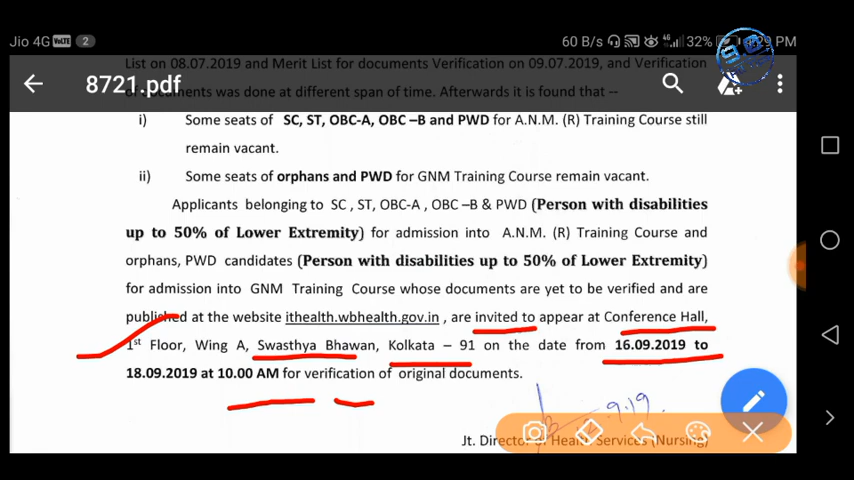 Jio 4G VoLTE 2 60 B/s 4G 32% :29 PM
List on 08.07.2019 and Merit List for documents Verification on 09.07.2019, and Verification
8721.pdf
of documents was done at different span of time. Afterwards it is found that --
i) Some seats of SC, ST, OBC-A, OBC –B and PWD for A.N.M. (R) Training Course still
remain vacant.
ii) Some seats of orphans and PWD for GNM Training Course remain vacant.
Applicants belonging to SC , ST, OBC-A , OBC –B & PWD (Person with disabilities
up to 50% of Lower Extremity) for admission into A.N.M. (R) Training Course and
orphans, PWD candidates (Person with disabilities up to 50% of Lower Extremity)
for admission into GNM Training Course whose documents are yet to be verified and are
published at the website ithealth.wbhealth.gov.in , are invited to appear at Conference Hall,
1st Floor, Wing A, Swasthya Bhawan, Kolkata – 91 on the date from 16.09.2019 to
18.09.2019 at 10.00 AM for verification of original documents.
9.19
Jt. Director of Health Services (Nursing)